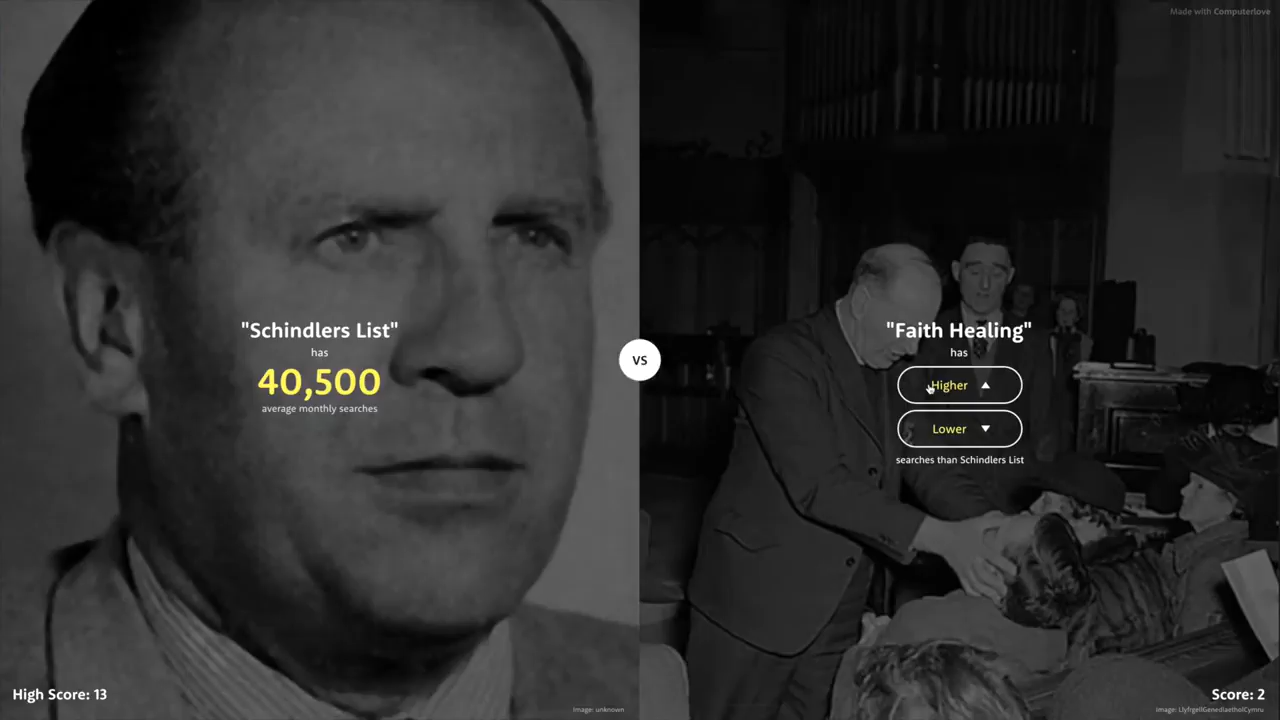 Made with Computerlove
"Schindlers List"
has
40,500
average monthly searches
VS
"Faith Healing"
has
Higher ▲
Lower ▼
searches than Schindlers List
High Score: 13
Image: unknown
Score: 2
Image: LlyfrgellGenedlaetholCymru